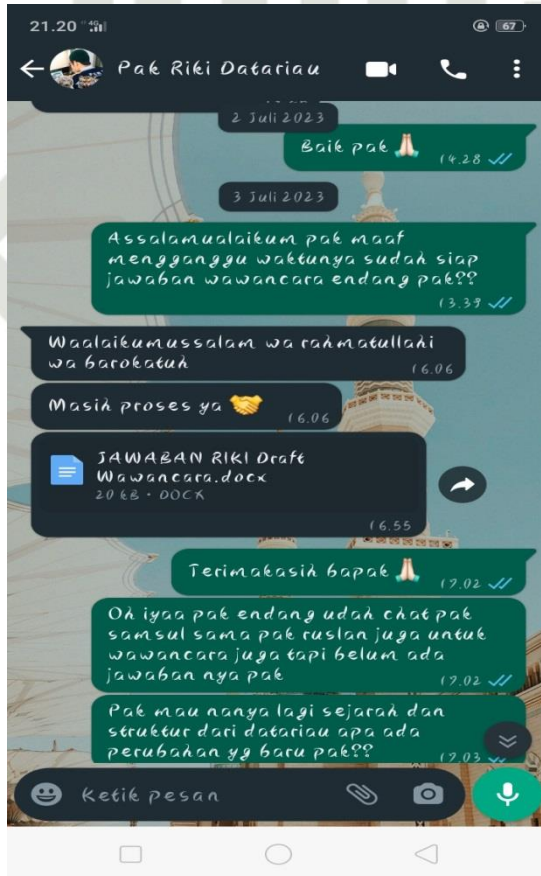 21.20 4G 67
Pak Riki Datariau
2 Juli 2023
Baik pak 🙏
14.28
3 Juli 2023
Assalamualaikum pak maaf
mengganggu waktunya sudah siap
jawaban wawancara endang pak??
13.39
Waalaikumussalam wa rahmatullahi
wa barokatuh
16.06
Masih proses ya 🤝
16.06
JAWABAN RIKI Draft
Wawancara.docx
20 kB • DOCX
16.55
Terimakasih bapak 🙏
17.02
Oh iyaa pak endang udah chat pak
samsul sama pak ruslan juga untuk
wawancara juga tapi belum ada
jawaban nya pak
17.02
Pak mau nanya lagi sejarah dan
struktur dari datariau apa ada
perubahan yg baru pak??
17.03
Ketik pesan